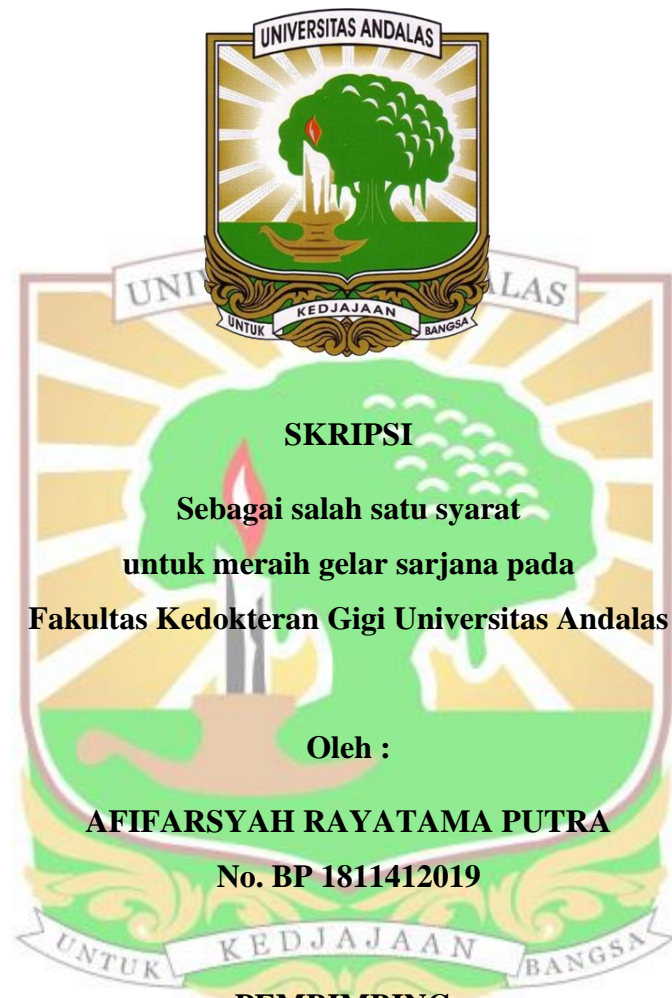 UNIVERSITAS ANDALAS
UNTUK KEDJAJAAN BANGSA
SKRIPSI
Sebagai salah satu syarat
untuk meraih gelar sarjana pada
Fakultas Kedokteran Gigi Universitas Andalas
Oleh :
AFIFARSYAH RAYATAMA PUTRA
No. BP 1811412019
UNTUK KEDJAJAAN BANGSA
PEMBIMBING